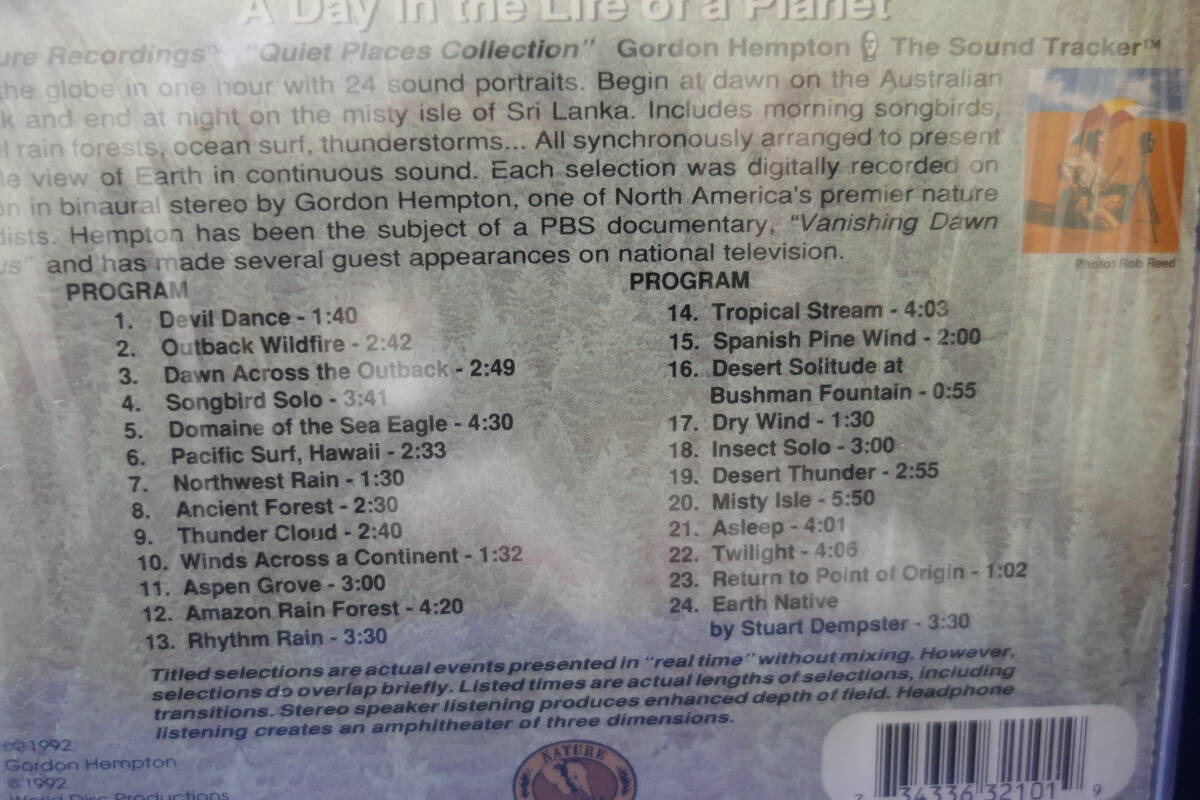 A Day in the Life of a Planet
ure Recordings™ "Quiet Places Collection" Gordon Hempton The Sound Tracker™
the globe in one hour with 24 sound portraits. Begin at dawn on the Australian
k and end at night on the misty isle of Sri Lanka. Includes morning songbirds,
l rain forests, ocean surf, thunderstorms... All synchronously arranged to present
le view of Earth in continuous sound. Each selection was digitally recorded on
on in binaural stereo by Gordon Hempton, one of North America's premier nature
dists. Hempton has been the subject of a PBS documentary, "Vanishing Dawn
us" and has made several guest appearances on national television.
Photo: Rob Reed
PROGRAM
1. Devil Dance - 1:40
2. Outback Wildfire - 2:42
3. Dawn Across the Outback - 2:49
4. Songbird Solo - 3:41
5. Domaine of the Sea Eagle - 4:30
6. Pacific Surf, Hawaii - 2:33
7. Northwest Rain - 1:30
8. Ancient Forest - 2:30
9. Thunder Cloud - 2:40
10. Winds Across a Continent - 1:32
11. Aspen Grove - 3:00
12. Amazon Rain Forest - 4:20
13. Rhythm Rain - 3:30
PROGRAM
14. Tropical Stream - 4:03
15. Spanish Pine Wind - 2:00
16. Desert Solitude at
Bushman Fountain - 0:55
17. Dry Wind - 1:30
18. Insect Solo - 3:00
19. Desert Thunder - 2:55
20. Misty Isle - 5:50
21. Asleep - 4:01
22. Twilight - 4:06
23. Return to Point of Origin - 1:02
24. Earth Native
by Stuart Dempster - 3:30
Titled selections are actual events presented in "real time" without mixing. However,
selections do overlap briefly. Listed times are actual lengths of selections, including
transitions. Stereo speaker listening produces enhanced depth of field. Headphone
listening creates an amphitheater of three dimensions.
©℗1992
Gordon Hempton
©1992
World Disc Productions
NATURE
7 34336 32101 9